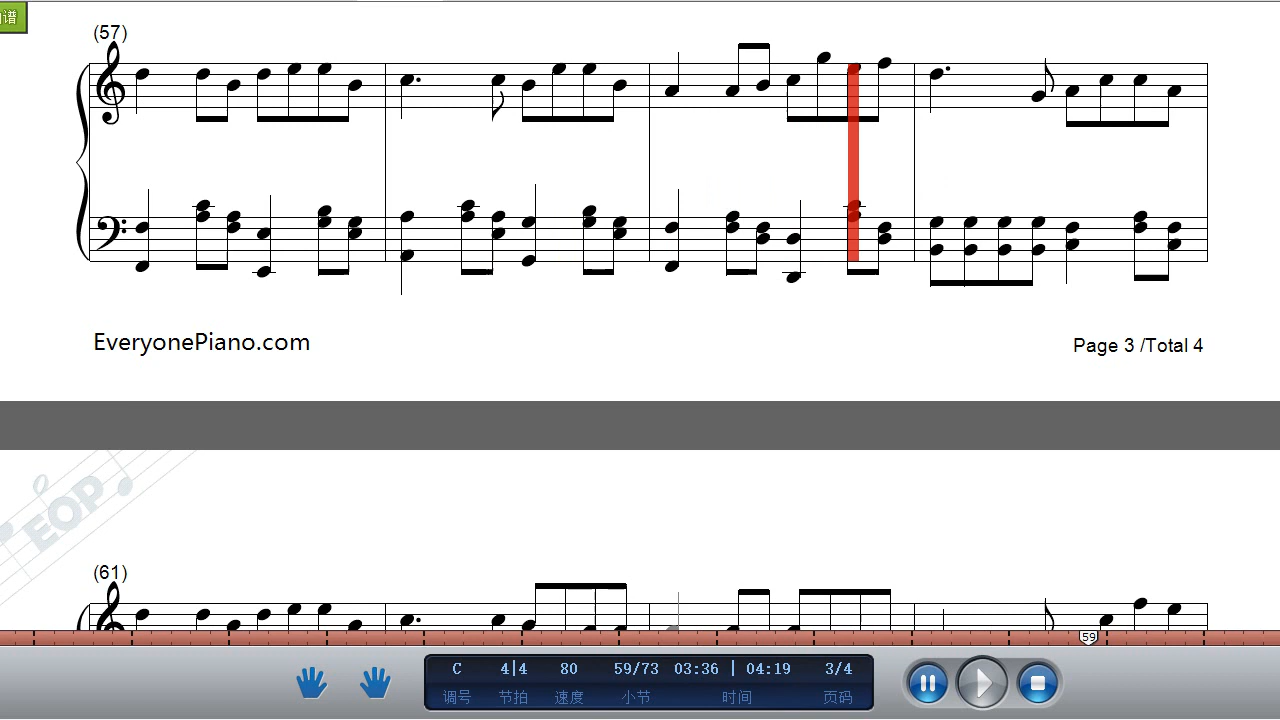 谱
(57)
EveryonePiano.com
Page 3 /Total 4
EOP
(61)
59
C 4|4 80 59/73 03:36 | 04:19 3/4
调号 节拍 速度 小节 时间 页码